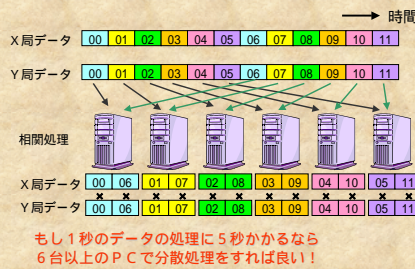 時間
X局データ 00 01 02 03 04 05 06 07 08 09 10 11
Y局データ 00 01 02 03 04 05 06 07 08 09 10 11
相関処理
X局データ 00 06 01 07 02 08 03 09 04 10 05 11
× × × × × × × × × × × ×
Y局データ 00 06 01 07 02 08 03 09 04 10 05 11
もし1秒のデータの処理に5秒かかるなら
6台以上のPCで分散処理をすれば良い！